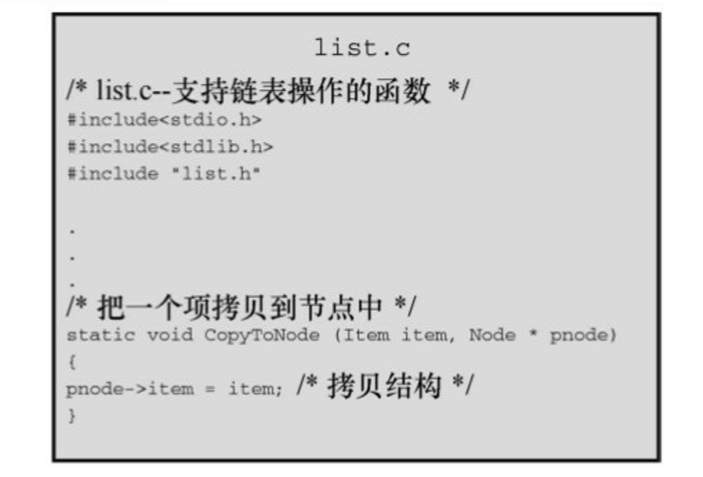 list.c
/* list.c--支持链表操作的函数 */
#include<stdio.h>
#include<stdlib.h>
#include "list.h"
.
.
.
/* 把一个项拷贝到节点中 */
static void CopyToNode (Item item, Node * pnode)
{
pnode->item = item; /* 拷贝结构 */
}